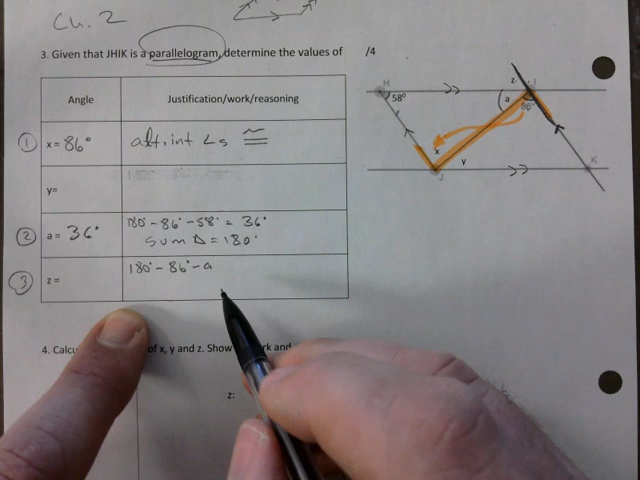 Ch. 2
3. Given that JHIK is a parallelogram, determine the values of /4
Angle Justification/work/reasoning
① x = 86° alt. int ∠s ≅
y=
② a = 36° 180° - 86° - 58° = 36°
sum Δ = 180°
③ z = 180° - 86° - a
4. Calcu of x, y and z. Show rk and
z:
H 58° z a 86° x y J K